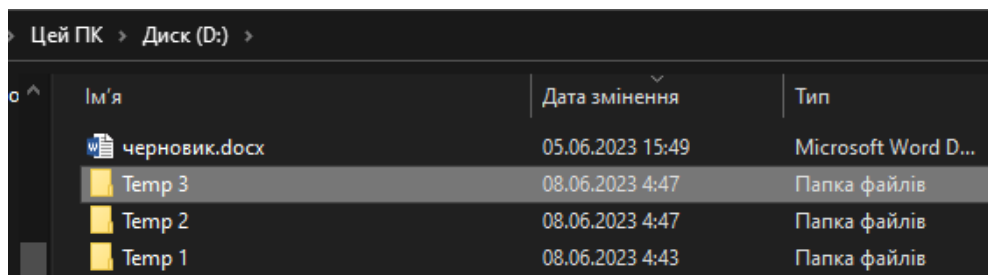 Цей ПК > Диск (D:) >
Ім'я Дата змінення Тип
черновик.docx 05.06.2023 15:49 Microsoft Word D...
Temp 3 08.06.2023 4:47 Папка файлів
Temp 2 08.06.2023 4:47 Папка файлів
Temp 1 08.06.2023 4:43 Папка файлів